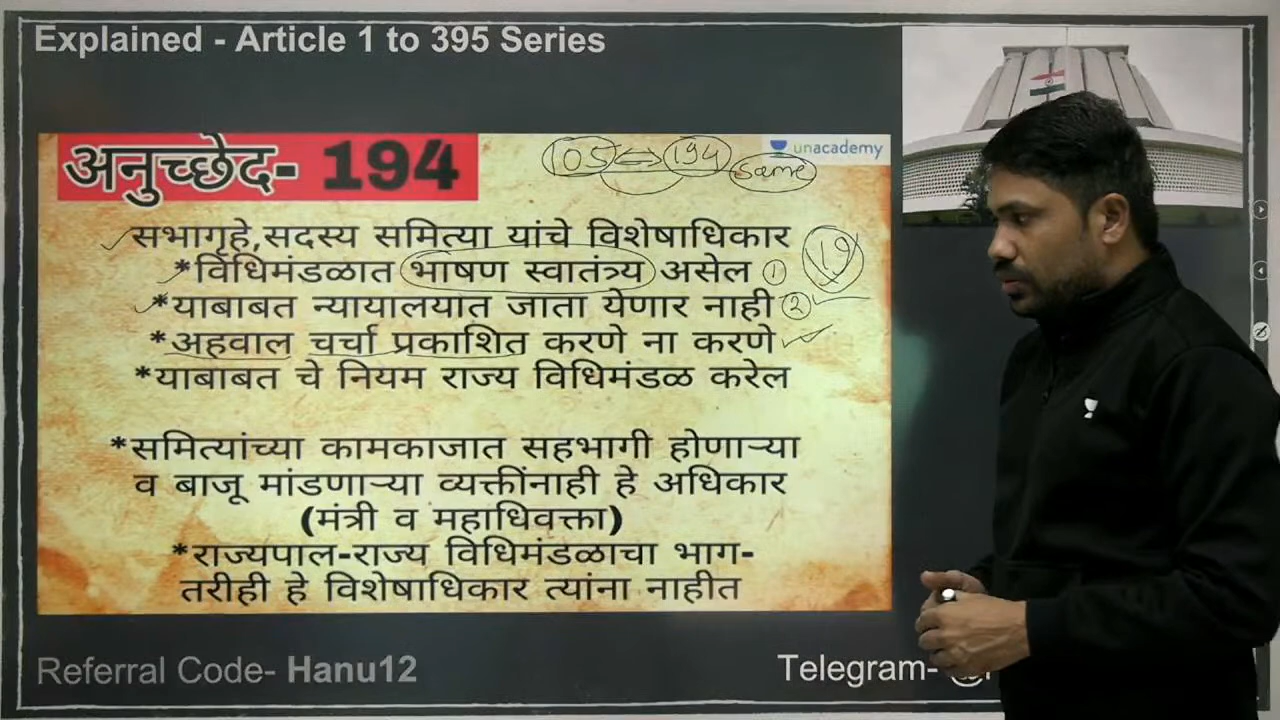 Explained - Article 1 to 395 Series
अनुच्छेद- 194
105 ⇔ 194
Same
unacademy
सभागृहे,सदस्य समित्या यांचे विशेषाधिकार
19
*विधिमंडळात भाषण स्वातंत्र्य असेल 1
*याबाबत न्यायालयात जाता येणार नाही 2
*अहवाल चर्चा प्रकाशित करणे ना करणे
*याबाबत चे नियम राज्य विधिमंडळ करेल
*समित्यांच्या कामकाजात सहभागी होणाऱ्या
व बाजू मांडणाऱ्या व्यक्तींनाही हे अधिकार
(मंत्री व महाधिवक्ता)
*राज्यपाल-राज्य विधिमंडळाचा भाग-
तरीही हे विशेषाधिकार त्यांना नाहीत
Referral Code- Hanu12
Telegram- @